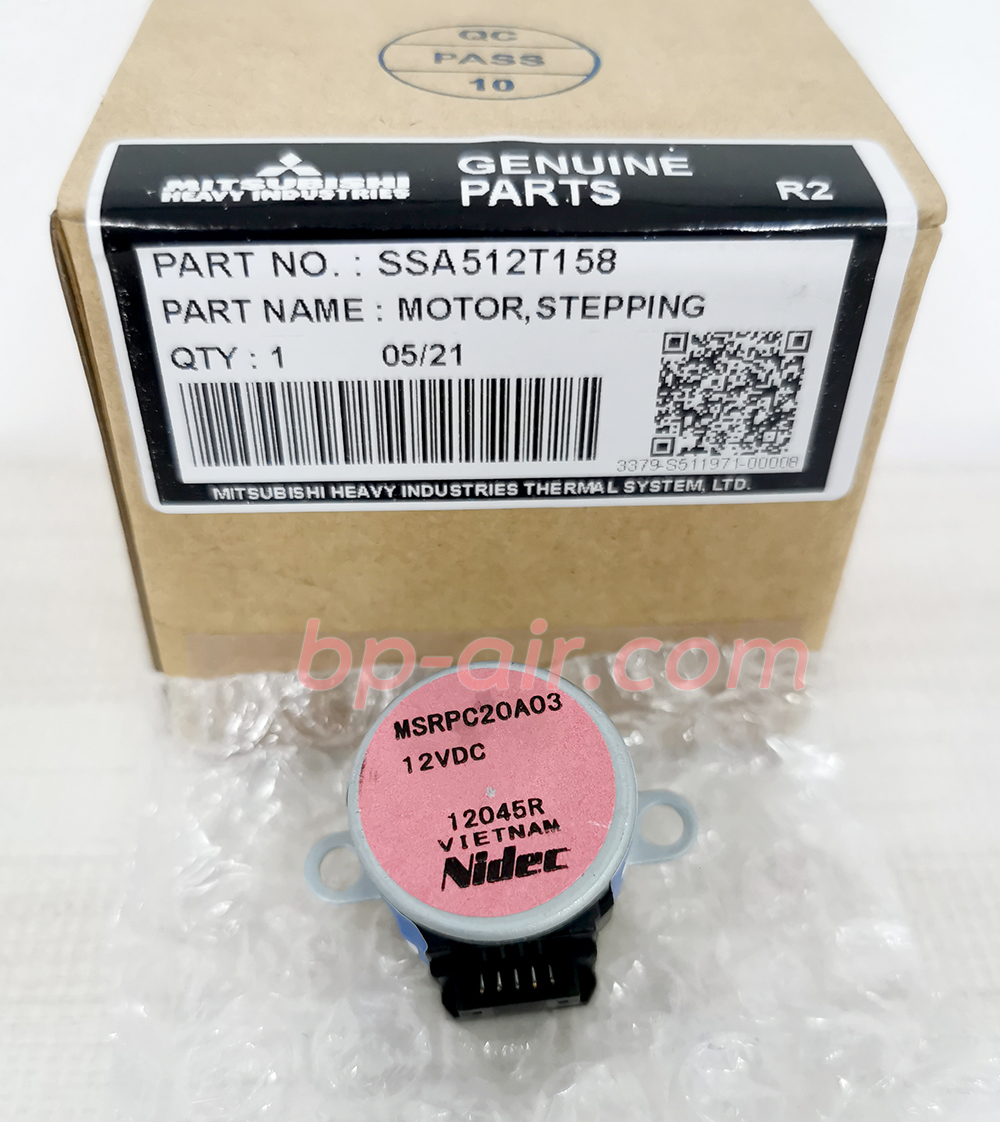 QC
PASS
10
MITSUBISHI
HEAVY INDUSTRIES
GENUINE
PARTS
R2
PART NO. : SSA512T158
PART NAME : MOTOR,STEPPING
QTY : 1 05/21
3379-S511971-00008
MITSUBISHI HEAVY INDUSTRIES THERMAL SYSTEM, LTD.
bp-air.com
MSRPC20A03
12VDC
12045R
VIETNAM
Nidec